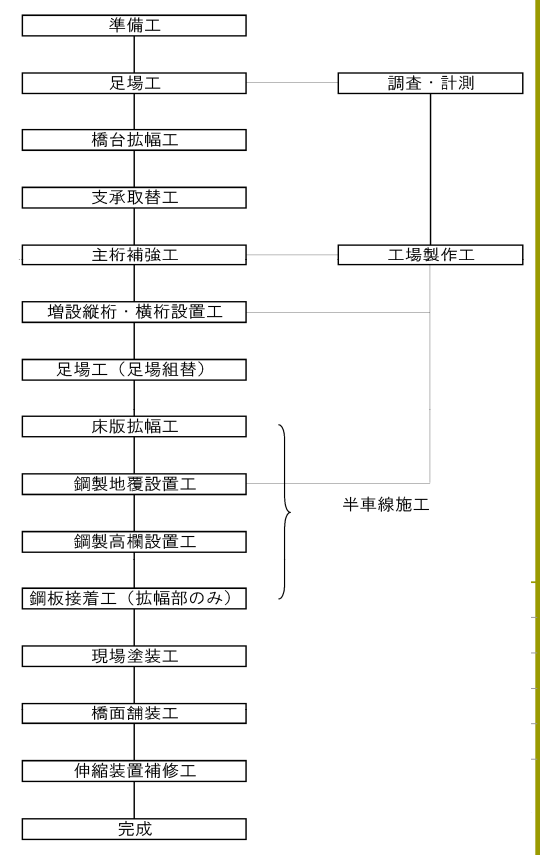 準備工
足場工
調査・計測
橋台拡幅工
支承取替工
主桁補強工
工場製作工
増設縦桁・横桁設置工
足場工（足場組替）
床版拡幅工
鋼製地覆設置工
半車線施工
鋼製高欄設置工
鋼板接着工（拡幅部のみ）
現場塗装工
橋面舗装工
伸縮装置補修工
完成